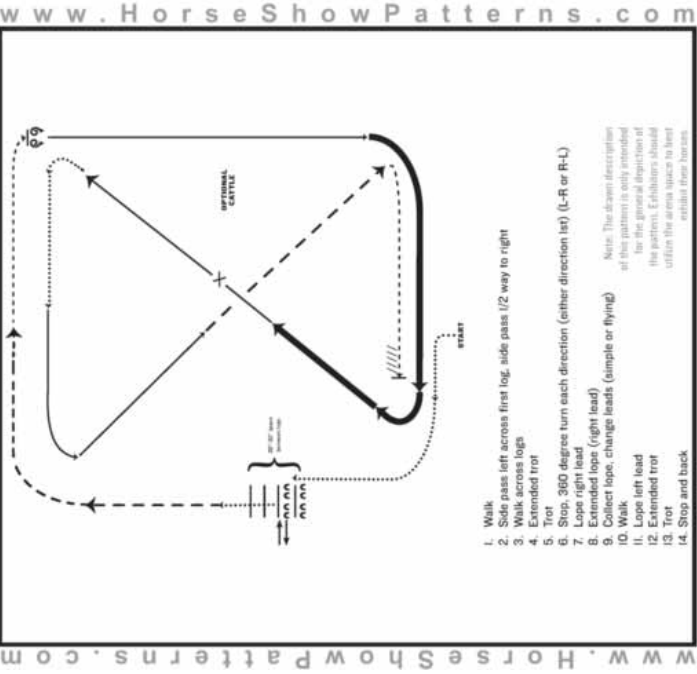 www.HorseShowPatterns.com
OPTIONAL
CATTLE
START
1. Walk
2. Side pass left across first log, side pass 1/2 way to right
3. Walk across logs
4. Extended trot
5. Trot
6. Stop, 360 degree turn each direction (either direction 1st) (L-R or R-L)
7. Lope right lead
8. Extended lope (right lead)
9. Collect lope, change leads (simple or flying)
10. Walk
11. Lope left lead
12. Extended trot
13. Trot
14. Stop and back
Note: The drawn description
of this pattern is only intended
for the general depiction of
the pattern. Exhibitors should
utilize the arena space to best
exhibit their horses
www.HorseShowPatterns.com